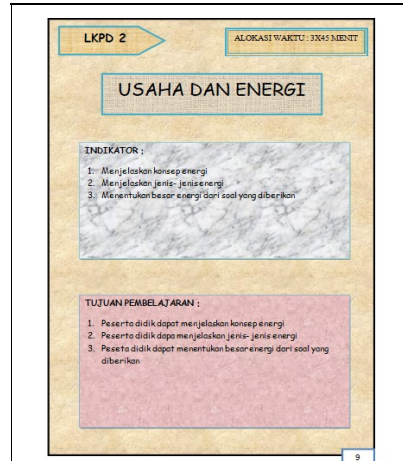 LKPD 2
ALOKASI WAKTU : 3X45 MENIT
USAHA DAN ENERGI
INDIKATOR :
1. Menjelaskan konsep energi
2. Menjelaskan jenis- jenis energi
3. Menentukan besar energi dari soal yang diberikan
TUJUAN PEMBELAJARAN :
1. Peserta didik dapat menjelaskan konsep energi
2. Peserta didik dapa menjelaskan jenis- jenis energi
3. Peseta didik dapat menentukan besar energi dari soal yang
diberikan
9